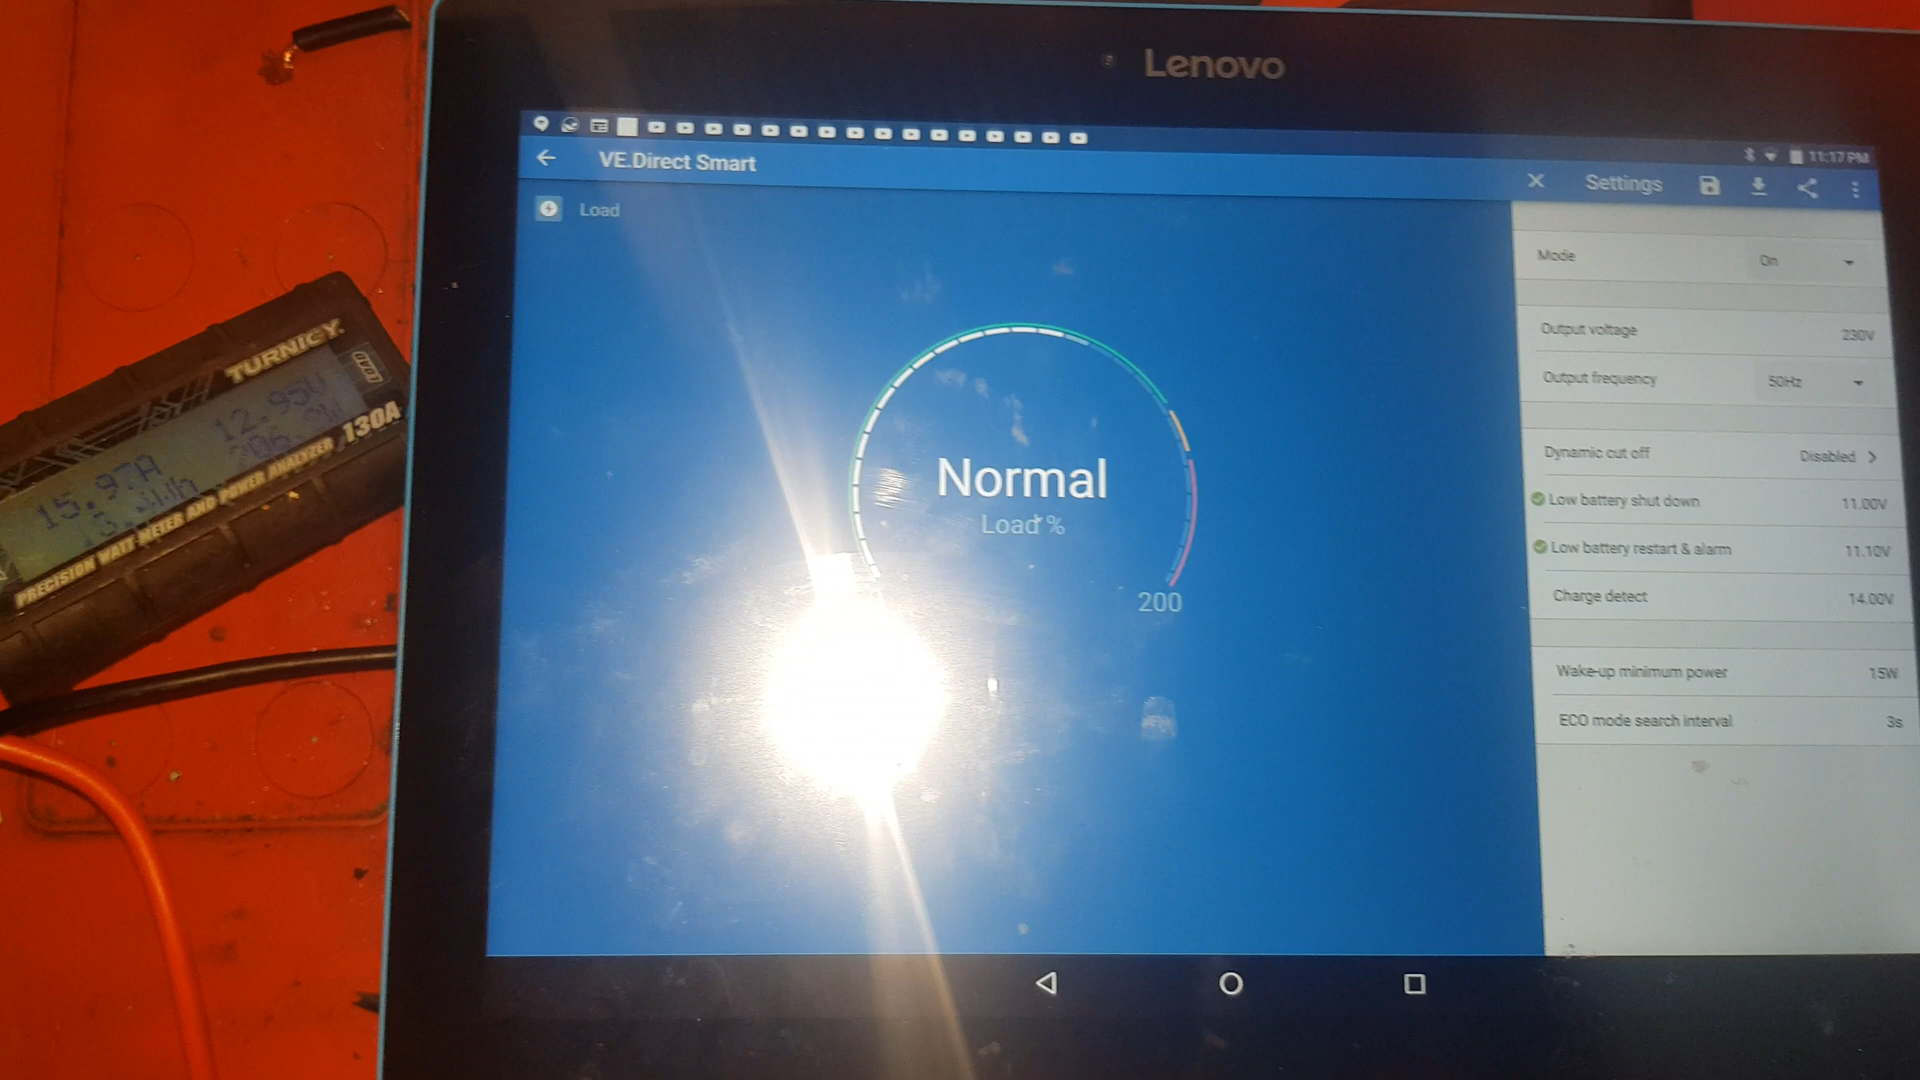 Lenovo
11:17 PM
VE.Direct Smart
Settings
Load
Mode On
Output voltage 230V
Output frequency 50Hz
Dynamic cut off Disabled
Low battery shut down 11.00V
Low battery restart & alarm 11.10V
Charge detect 14.00V
Wake-up minimum power 15W
ECO mode search interval 3s
Normal
Load %
200
TURNIGY
LOAD
12.95V
15.97A
130A
PRECISION WATT METER AND POWER ANALYZER